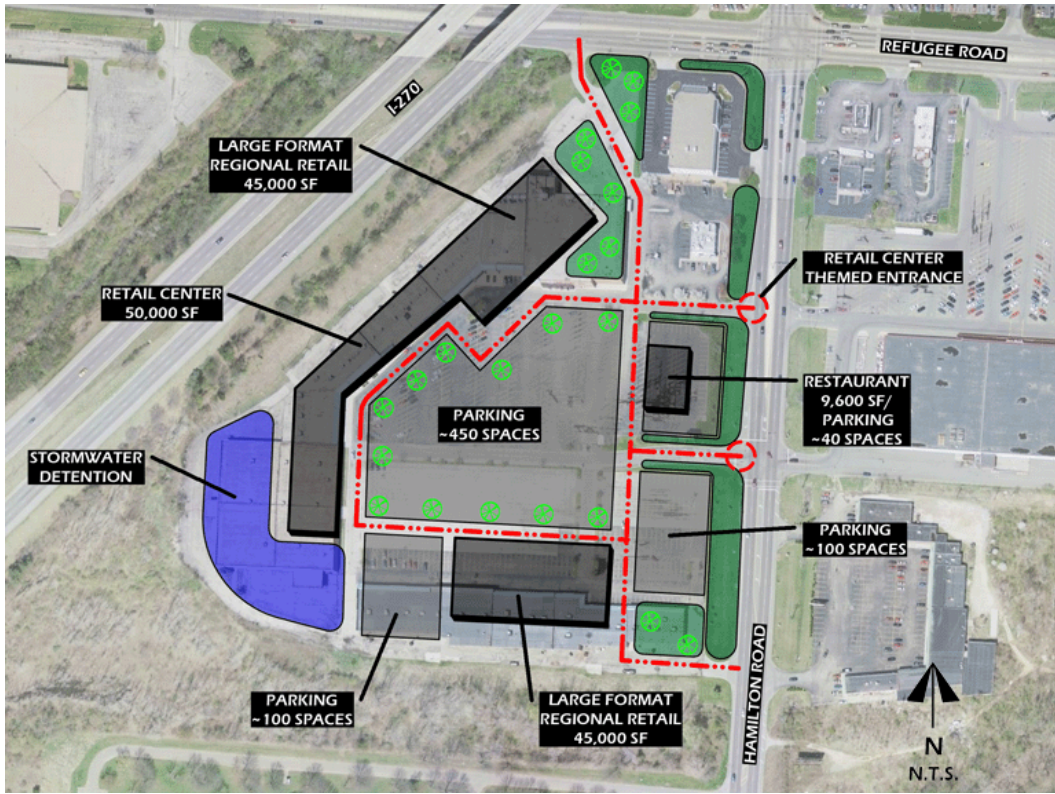 REFUGEE ROAD
I-270
LARGE FORMAT
REGIONAL RETAIL
45,000 SF
RETAIL CENTER
THEMED ENTRANCE
RETAIL CENTER
50,000 SF
RESTAURANT
9,600 SF/
PARKING
~40 SPACES
PARKING
~450 SPACES
STORMWATER
DETENTION
PARKING
~100 SPACES
PARKING
~100 SPACES
LARGE FORMAT
REGIONAL RETAIL
45,000 SF
HAMILTON ROAD
N
N.T.S.